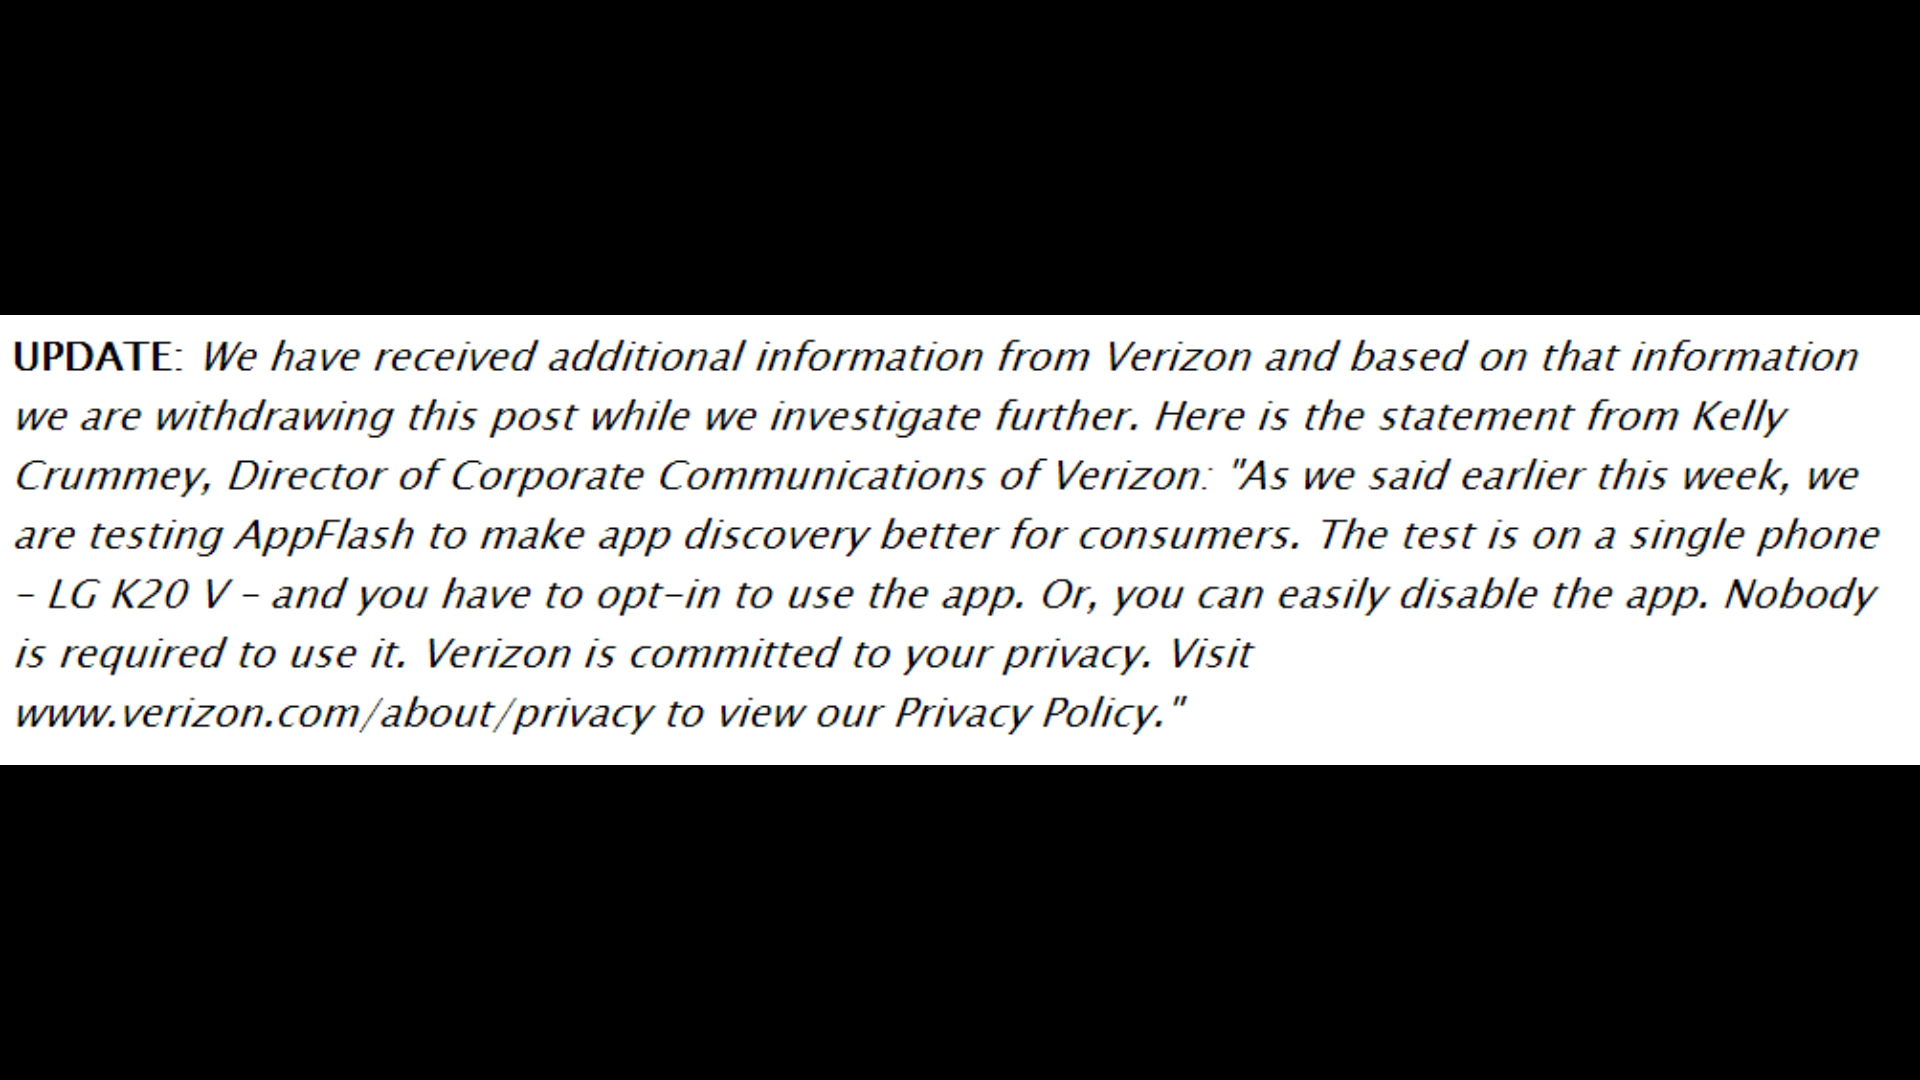 UPDATE: We have received additional information from Verizon and based on that information
we are withdrawing this post while we investigate further. Here is the statement from Kelly
Crummey, Director of Corporate Communications of Verizon: "As we said earlier this week, we
are testing AppFlash to make app discovery better for consumers. The test is on a single phone
– LG K20 V – and you have to opt-in to use the app. Or, you can easily disable the app. Nobody
is required to use it. Verizon is committed to your privacy. Visit
www.verizon.com/about/privacy to view our Privacy Policy."